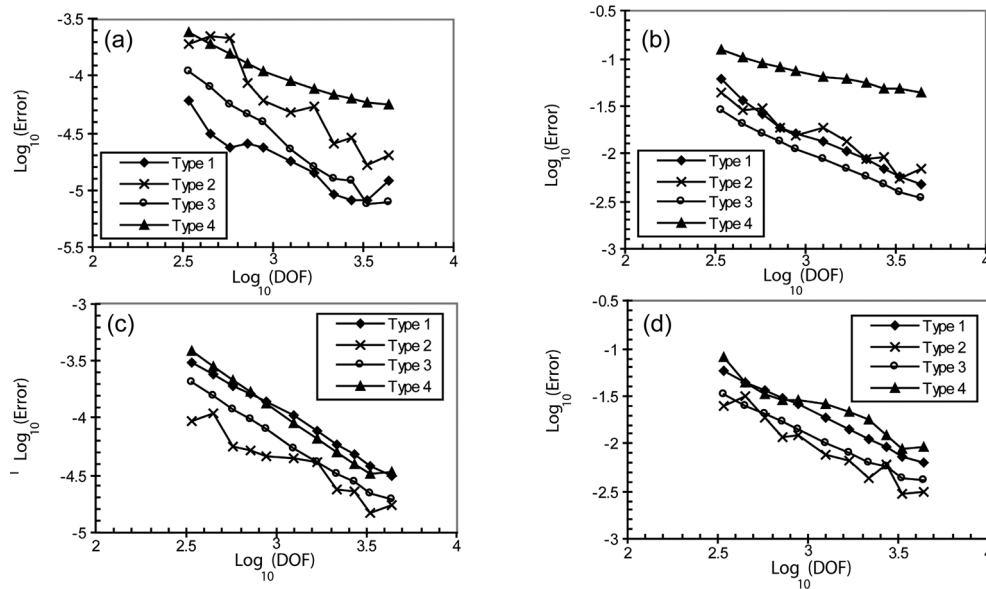 (a)
-3.5
-4
-4.5
-5
-5.5
Log10(Error)
Type 1
Type 2
Type 3
Type 4
2 2.5 3 3.5 4
Log10(DOF)
(b)
-0.5
-1
-1.5
-2
-2.5
-3
Log10(Error)
Type 1
Type 2
Type 3
Type 4
2 2.5 3 3.5 4
Log10(DOF)
(c)
-3
-3.5
-4
-4.5
-5
Log10(Error)
Type 1
Type 2
Type 3
Type 4
2 2.5 3 3.5 4
Log10(DOF)
(d)
-0.5
-1
-1.5
-2
-2.5
-3
Log10(Error)
Type 1
Type 2
Type 3
Type 4
2 2.5 3 3.5 4
Log10(DOF)